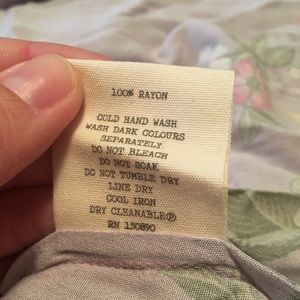 100% RAYON
COLD HAND WASH
WASH DARK COLOURS
SEPARATELY
DO NOT BLEACH
DO NOT SOAK
DO NOT TUMBLE DRY
LINE DRY
COOL IRON
DRY CLEANABLE®
RN 150890